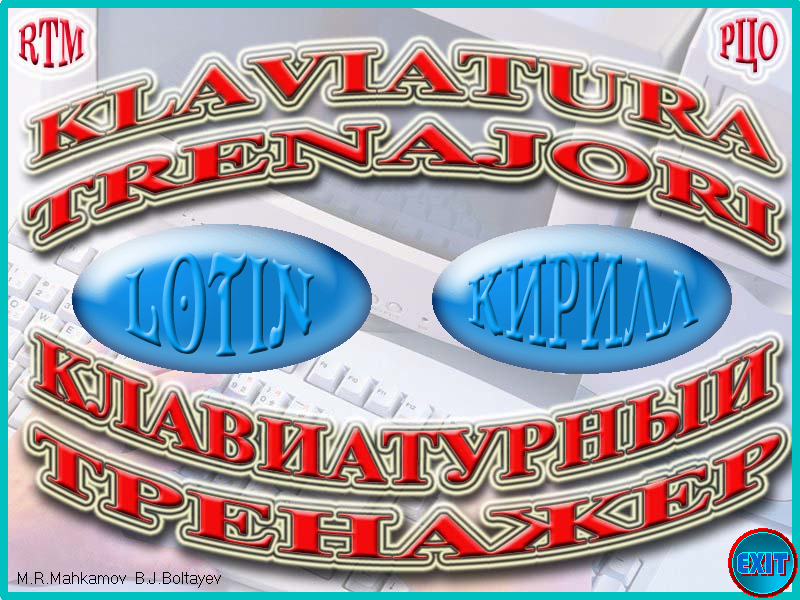 RTM
РЦО
KLAVIATURA
TRENAJORI
LOTIN
КИРИЛЛ
КЛАВИАТУРНЫЙ
ТРЕНАЖЕР
EXIT
M.R.Mahkamov B.J.Boltayev